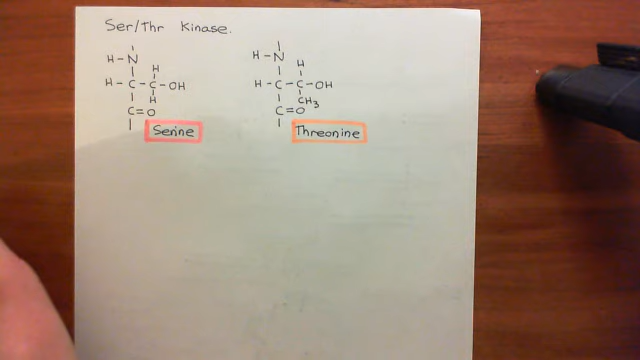 Ser/Thr Kinase.
H-N
H
H-C-C-OH
H
C=O
Serine
H-N
H
H-C-C-OH
CH3
C=O
Threonine